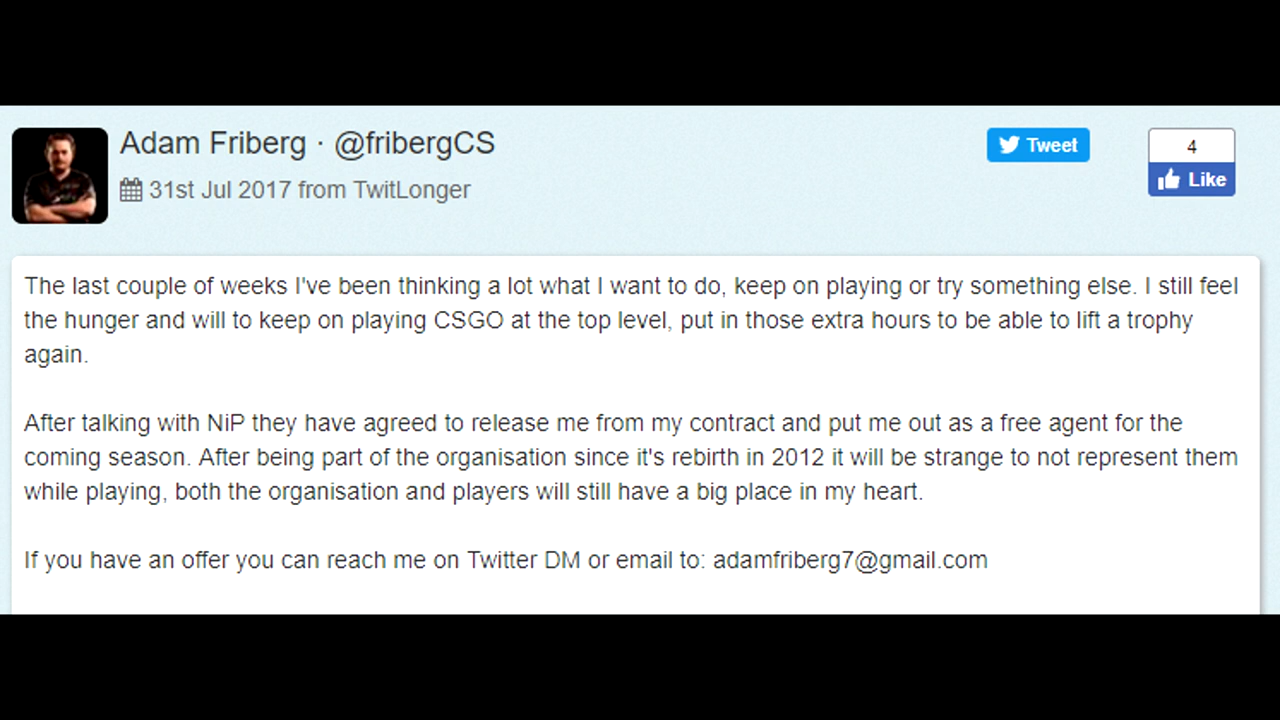 Adam Friberg · @fribergCS
31st Jul 2017 from TwitLonger
Tweet
4
Like
The last couple of weeks I've been thinking a lot what I want to do, keep on playing or try something else. I still feel
the hunger and will to keep on playing CSGO at the top level, put in those extra hours to be able to lift a trophy
again.
After talking with NiP they have agreed to release me from my contract and put me out as a free agent for the
coming season. After being part of the organisation since it's rebirth in 2012 it will be strange to not represent them
while playing, both the organisation and players will still have a big place in my heart.
If you have an offer you can reach me on Twitter DM or email to: adamfriberg7@gmail.com